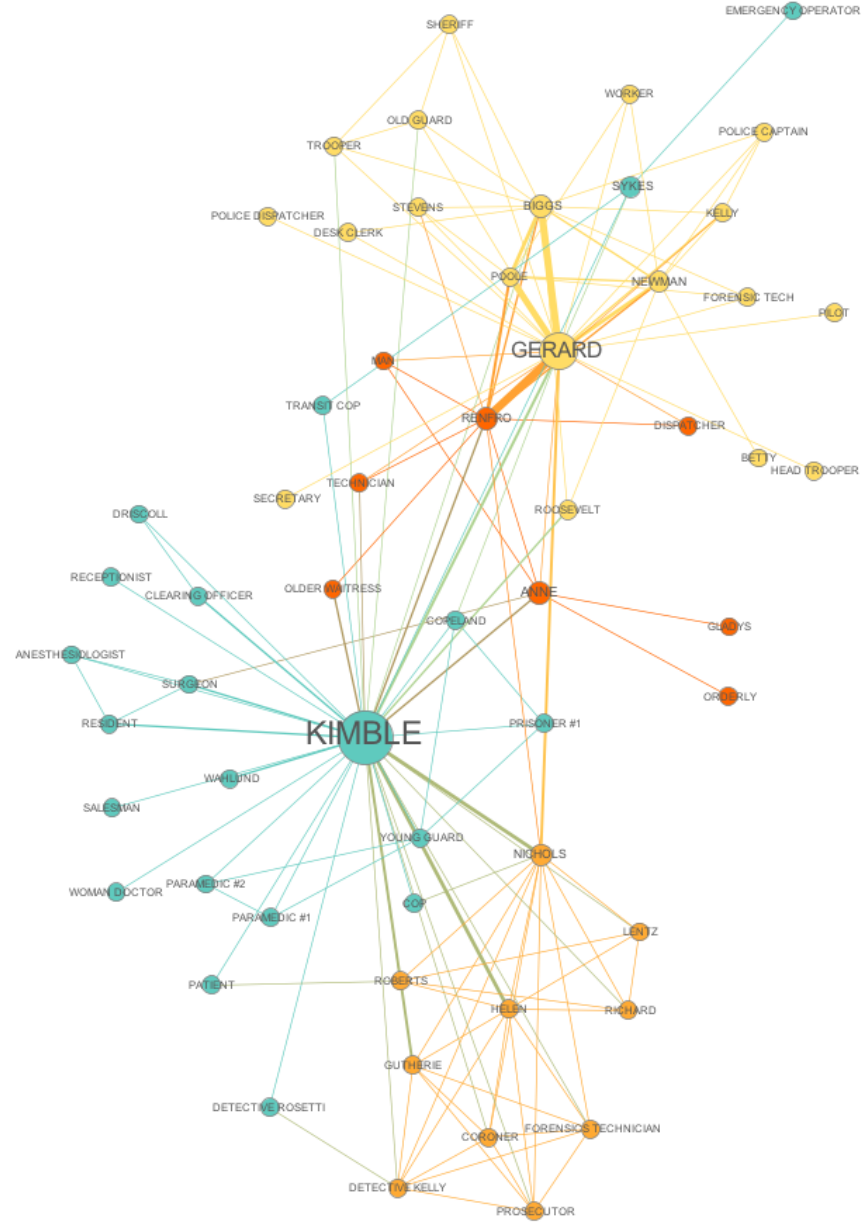 EMERGENCY OPERATOR
SHERIFF
WORKER
OLD GUARD
POLICE CAPTAIN
TROOPER
SYKES
STEVENS
BIGGS
POLICE DISPATCHER
KELLY
DESK CLERK
POOLE
NEWMAN
FORENSIC TECH
PILOT
GERARD
MAN
TRANSIT COP
RENFRO
DISPATCHER
BETTY
HEAD TROOPER
TECHNICIAN
SECRETARY
ROOSEVELT
DRISCOLL
RECEPTIONIST
OLDER WAITRESS
ANNE
CLEARING OFFICER
COPELAND
GLADYS
ANESTHESIOLOGIST
SURGEON
ORDERLY
RESIDENT
PRISONER #1
KIMBLE
WAHLUND
SALESMAN
YOUNG GUARD
NICHOLS
PARAMEDIC #2
WOMAN DOCTOR
COP
PARAMEDIC #1
LENTZ
PATIENT
ROBERTS
HELEN
RICHARD
GUTHERIE
DETECTIVE ROSETTI
FORENSICS TECHNICIAN
CORONER
DETECTIVE KELLY
PROSECUTOR